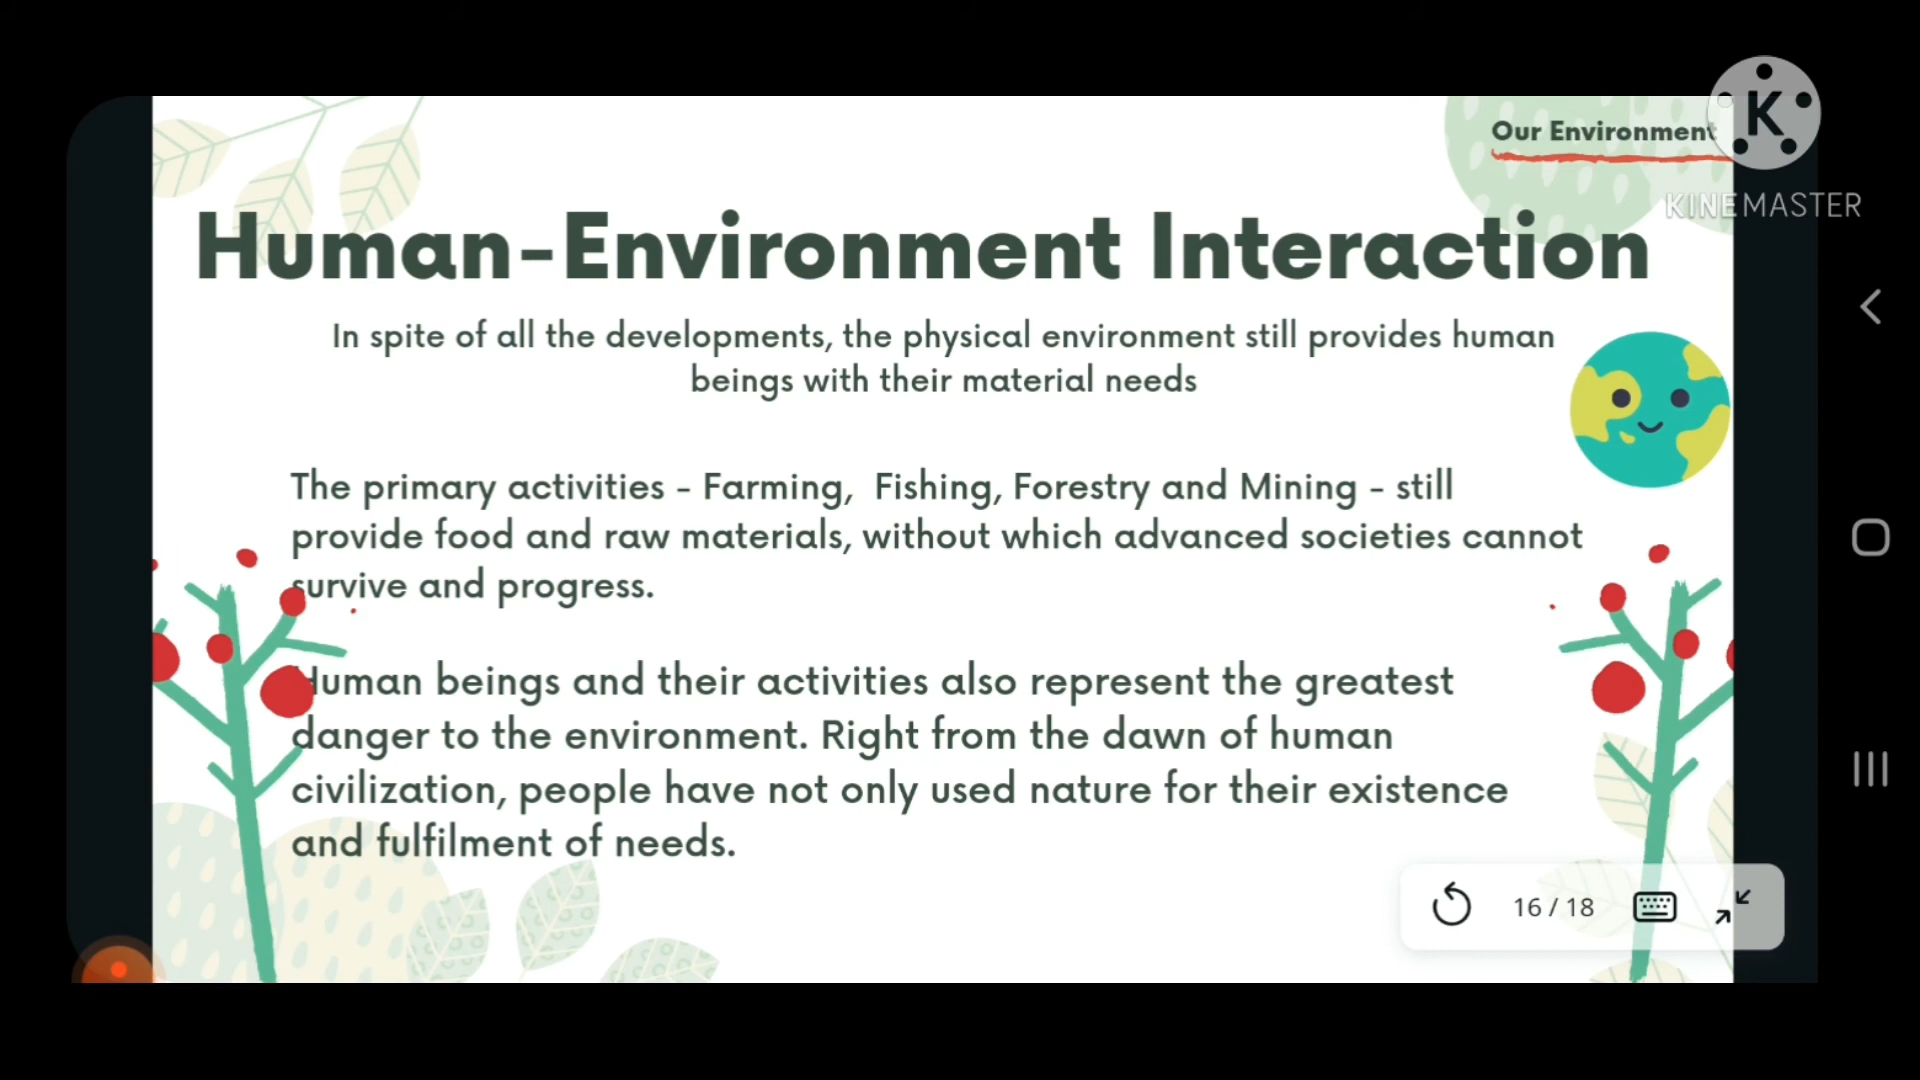 Our Environment
K
KINEMASTER
Human-Environment Interaction
In spite of all the developments, the physical environment still provides human
beings with their material needs
The primary activities - Farming, Fishing, Forestry and Mining - still
provide food and raw materials, without which advanced societies cannot
survive and progress.
Human beings and their activities also represent the greatest
danger to the environment. Right from the dawn of human
civilization, people have not only used nature for their existence
and fulfilment of needs.
16 / 18